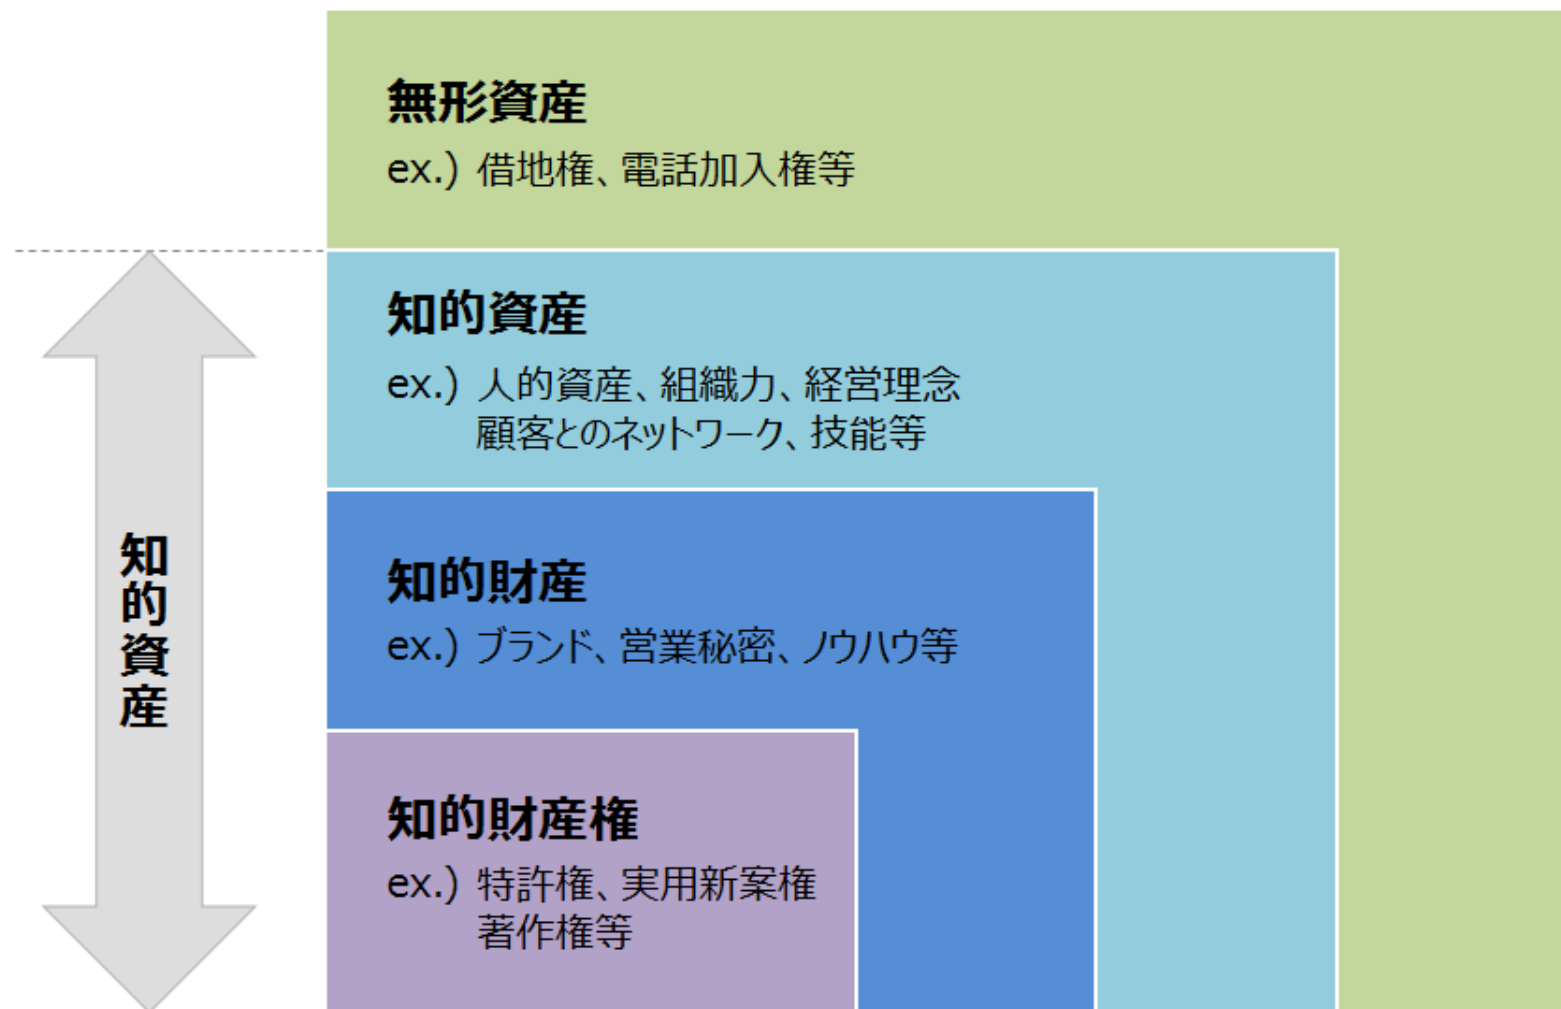 無形資産
ex.) 借地権、電話加入権等
知的資産
ex.) 人的資産、組織力、経営理念
顧客とのネットワーク、技能等
知的財産
ex.) ブランド、営業秘密、ノウハウ等
知的財産権
ex.) 特許権、実用新案権
著作権等
知的資産